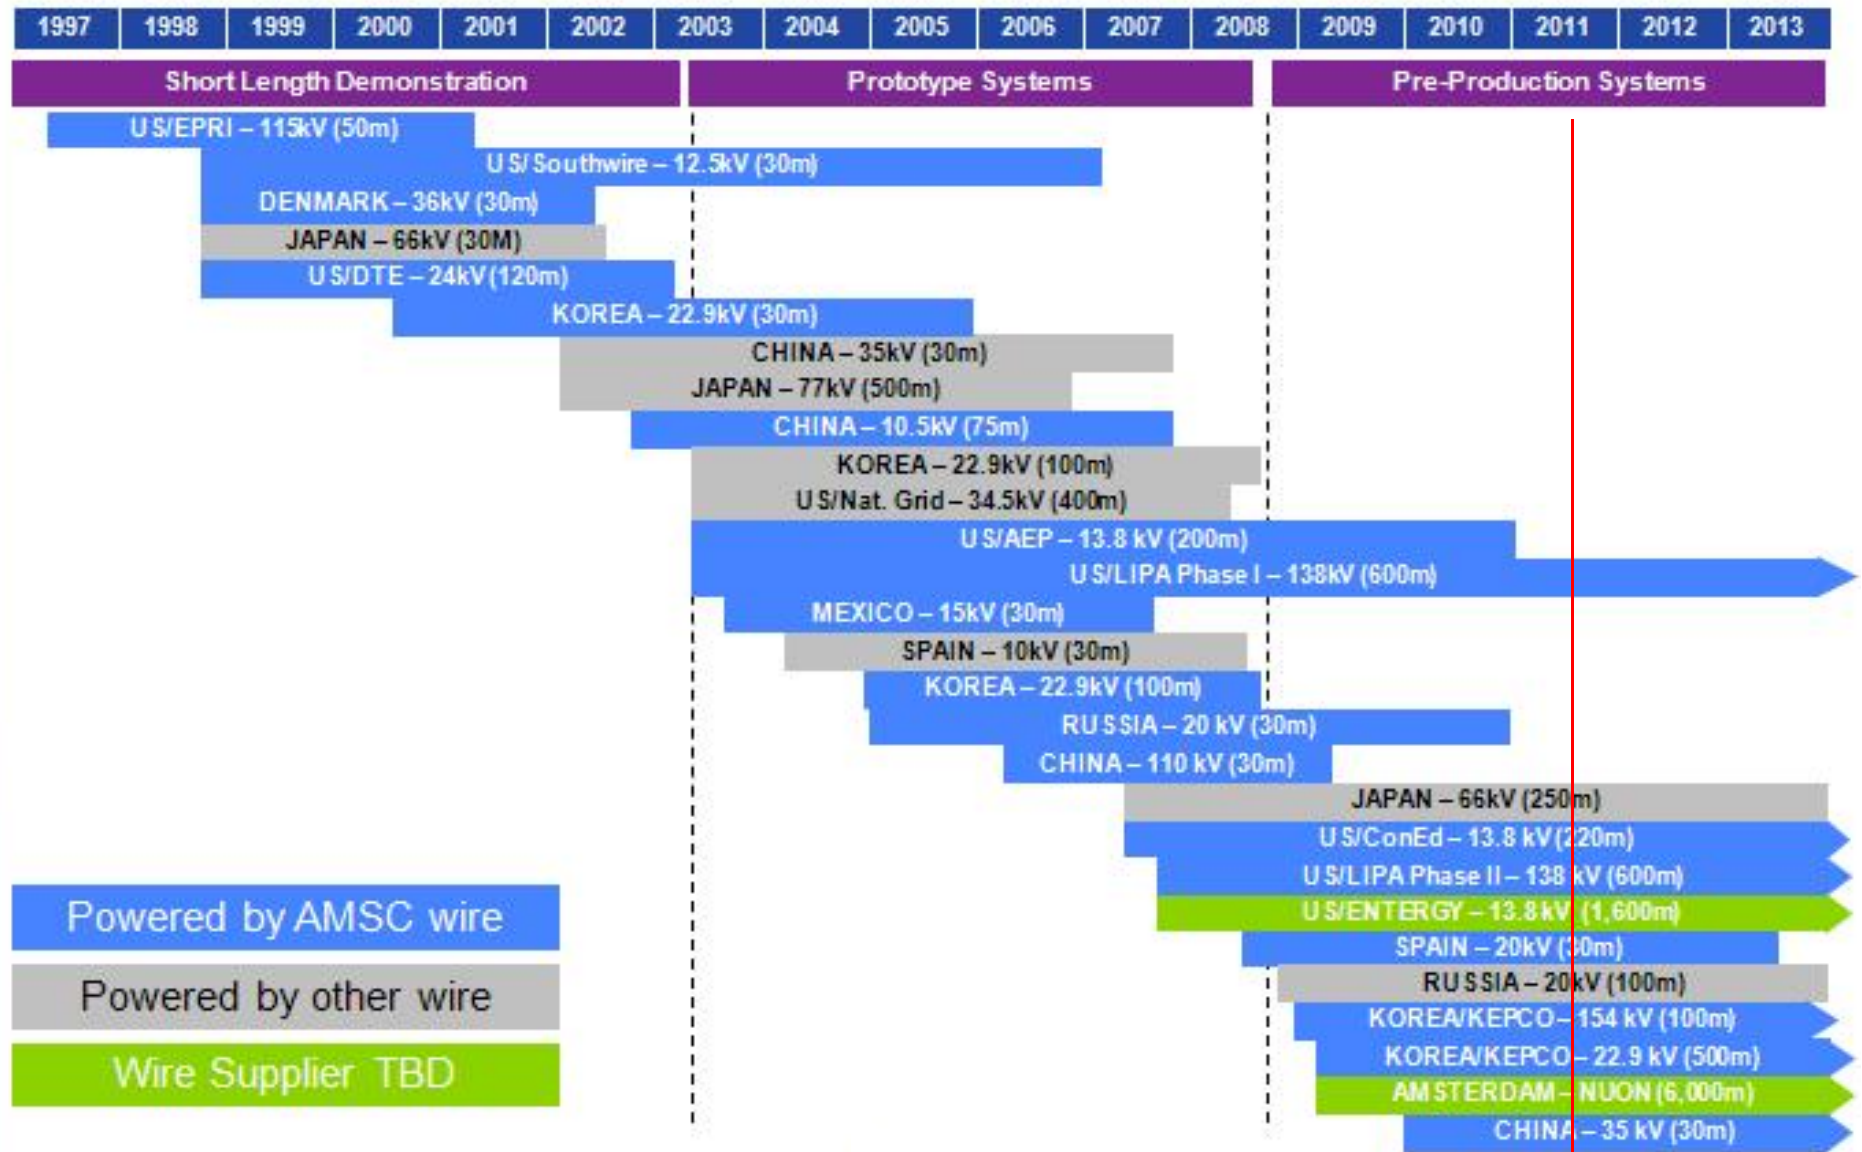 1997 1998 1999 2000 2001 2002 2003 2004 2005 2006 2007 2008 2009 2010 2011 2012 2013
Short Length Demonstration Prototype Systems Pre-Production Systems
US/EPRI – 115kV (50m)
US/Southwire – 12.5kV (30m)
DENMARK – 36kV (30m)
JAPAN – 66kV (30M)
US/DTE – 24kV (120m)
KOREA – 22.9kV (30m)
CHINA – 35kV (30m)
JAPAN – 77kV (500m)
CHINA – 10.5kV (75m)
KOREA – 22.9kV (100m)
US/Nat. Grid – 34.5kV (400m)
US/AEP – 13.8 kV (200m)
US/LIPA Phase I – 138kV (600m)
MEXICO – 15kV (30m)
SPAIN – 10kV (30m)
KOREA – 22.9kV (100m)
RUSSIA – 20 kV (30m)
CHINA – 110 kV (30m)
JAPAN – 66kV (250m)
US/ConEd – 13.8 kV (220m)
US/LIPA Phase II – 138 kV (600m)
US/ENTERGY – 13.8kV (1,600m)
SPAIN – 20kV (30m)
RUSSIA – 20kV (100m)
KOREA/KEPCO – 154 kV (100m)
KOREA/KEPCO – 22.9 kV (500m)
AMSTERDAM – NUON (6,000m)
CHINA – 35 kV (30m)
Powered by AMSC wire
Powered by other wire
Wire Supplier TBD